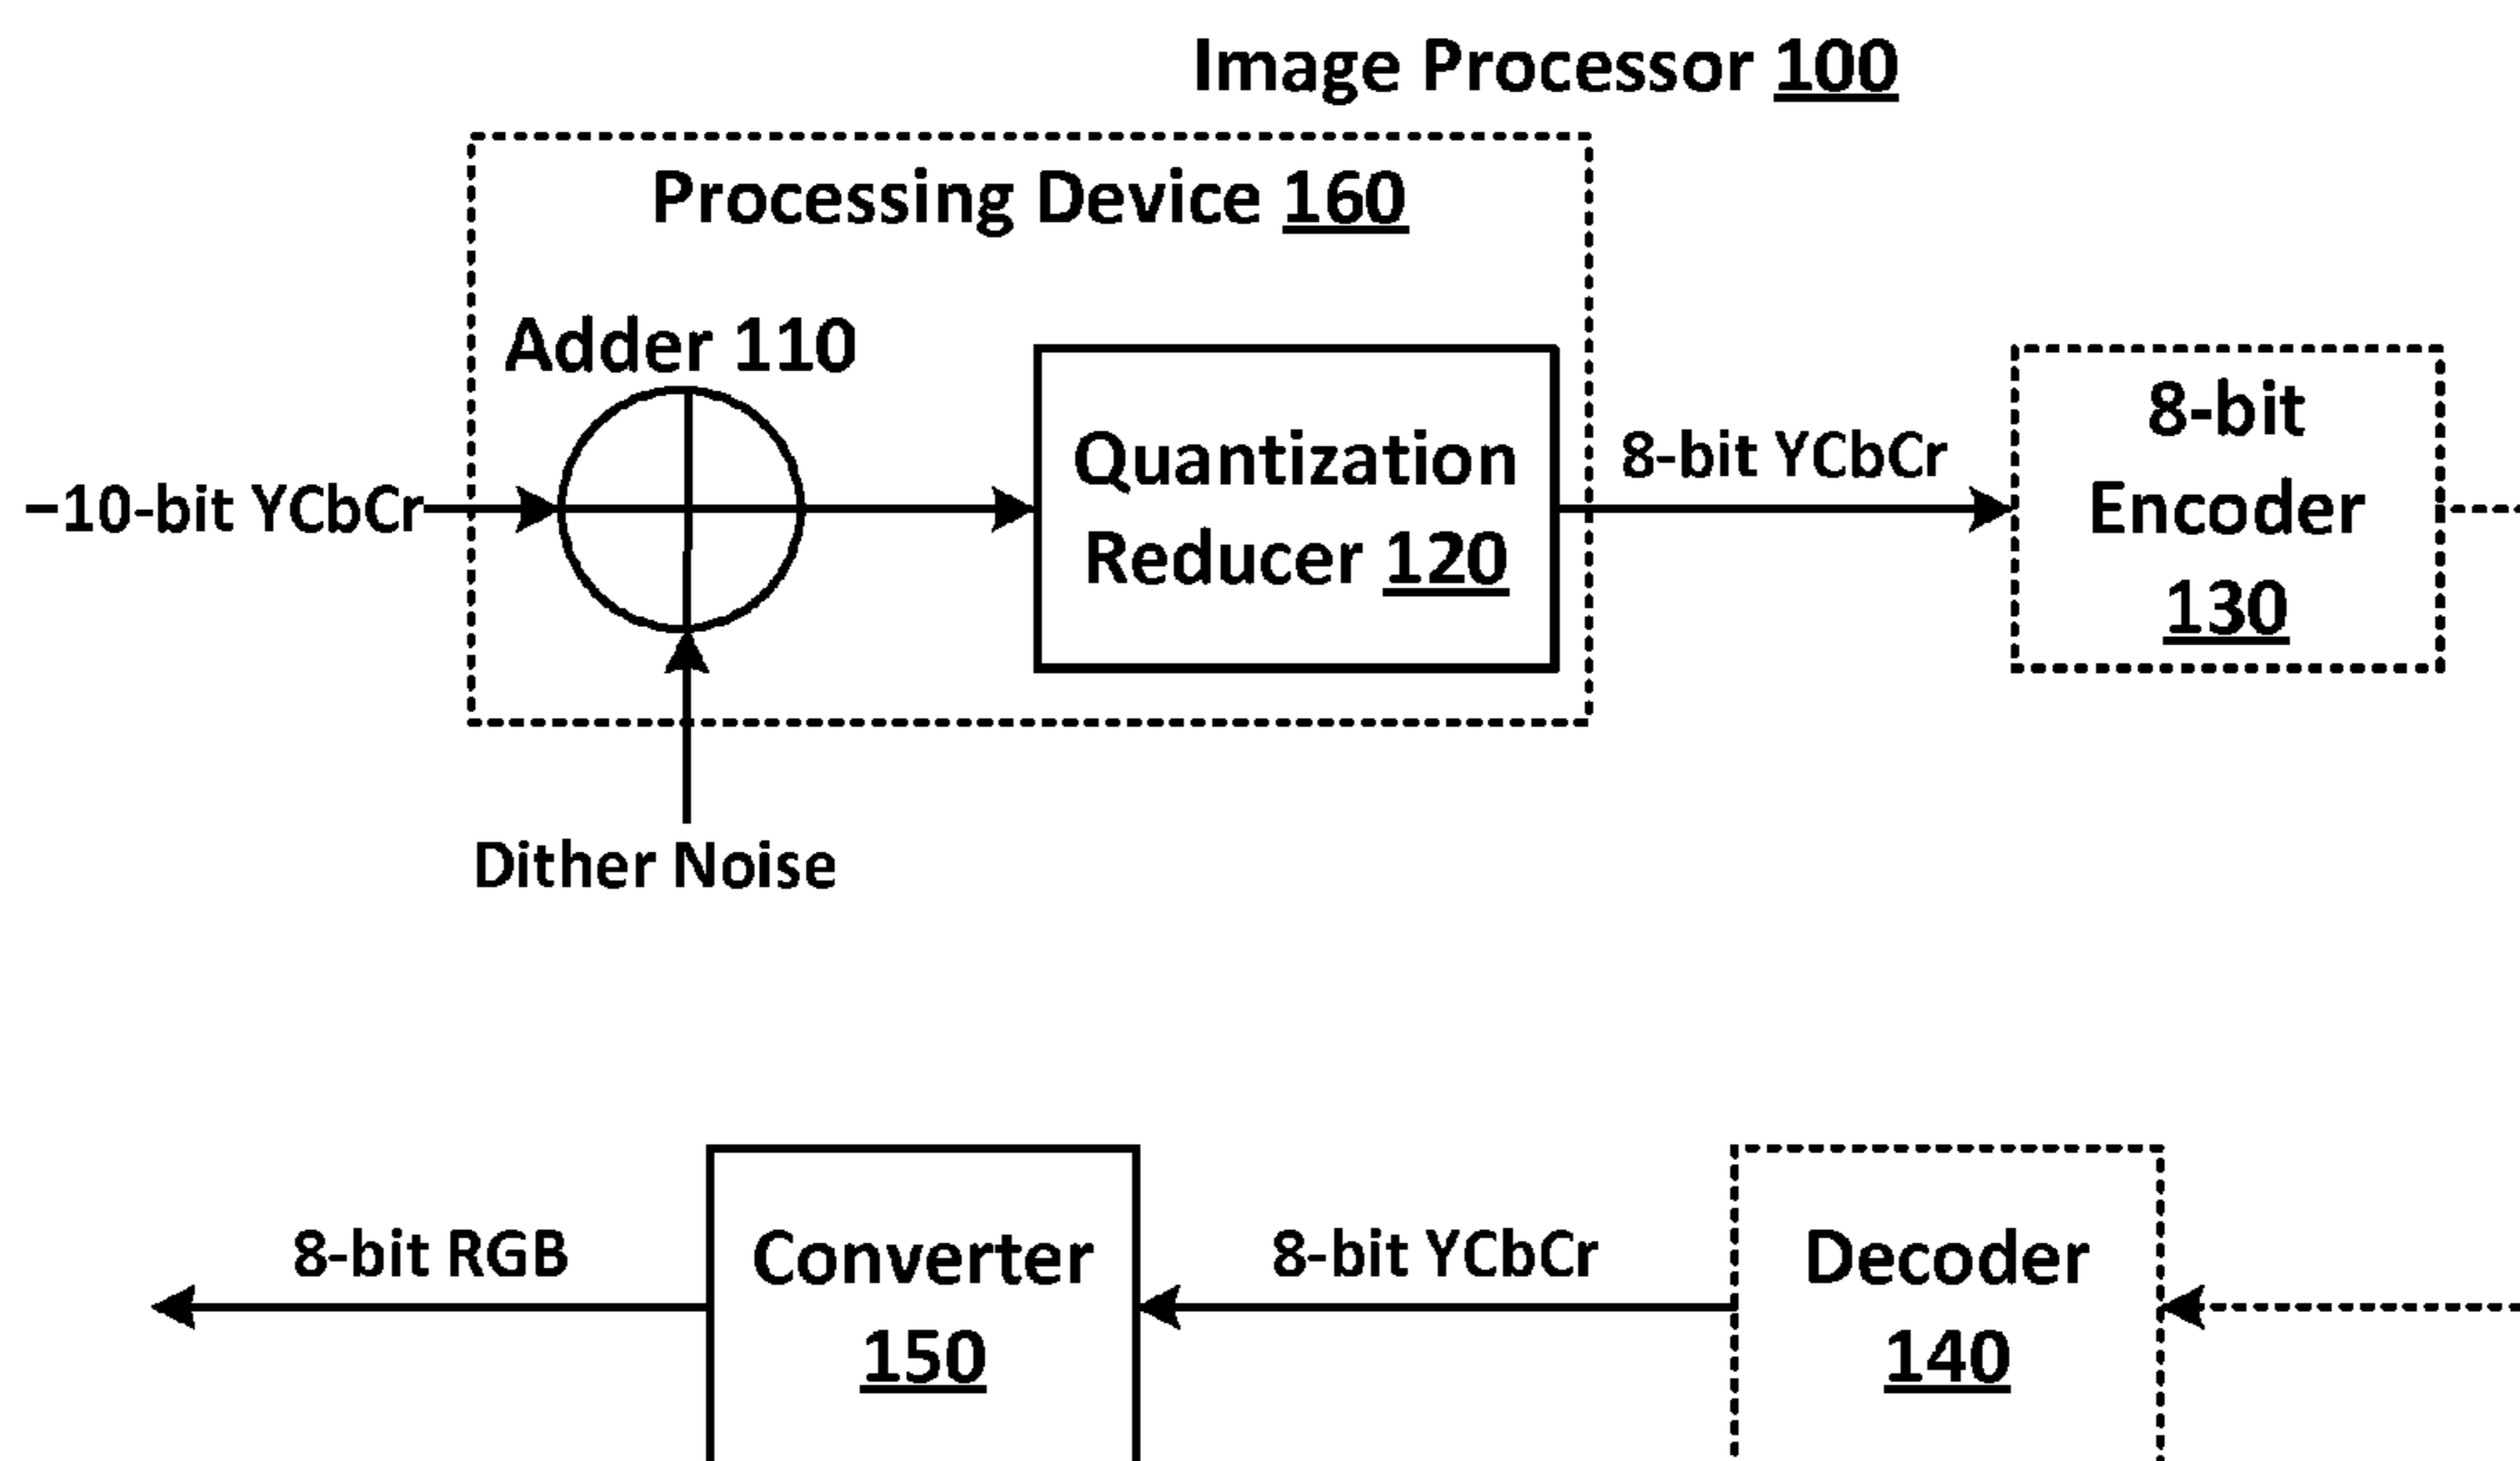 Image Processor 100
Processing Device 160
Adder 110
Quantization
Reducer 120
10-bit YCbCr
8-bit YCbCr
8-bit
Encoder
130
Dither Noise
8-bit RGB
Converter
150
8-bit YCbCr
Decoder
140